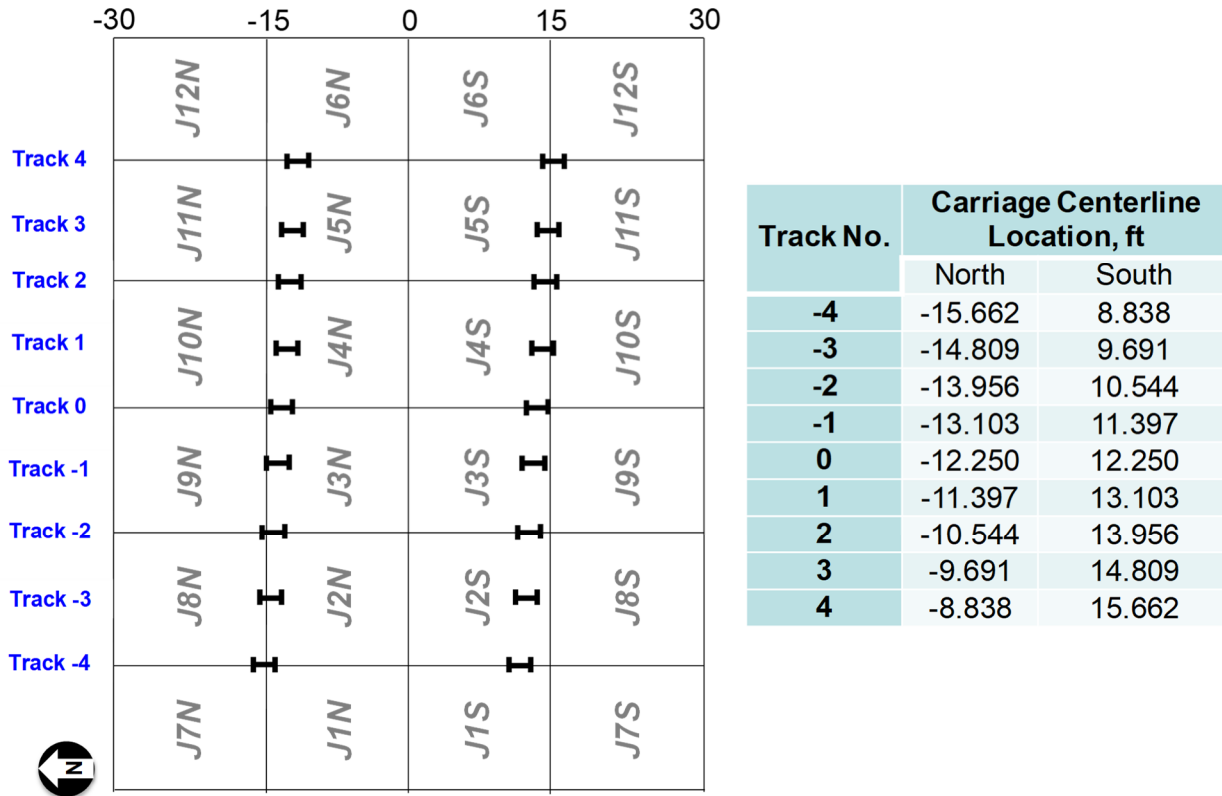 -30 -15 0 15 30
J12N J6N J6S J12S
Track 4
J11N J5N J5S J11S
Track 3
Track 2
J10N J4N J4S J10S
Track 1
Track 0
J9N J3N J3S J9S
Track -1
Track -2
J8N J2N J2S J8S
Track -3
Track -4
J7N J1N J1S J7S
N
Track No. Carriage Centerline
Location, ft
North South
-4 -15.662 8.838
-3 -14.809 9.691
-2 -13.956 10.544
-1 -13.103 11.397
0 -12.250 12.250
1 -11.397 13.103
2 -10.544 13.956
3 -9.691 14.809
4 -8.838 15.662